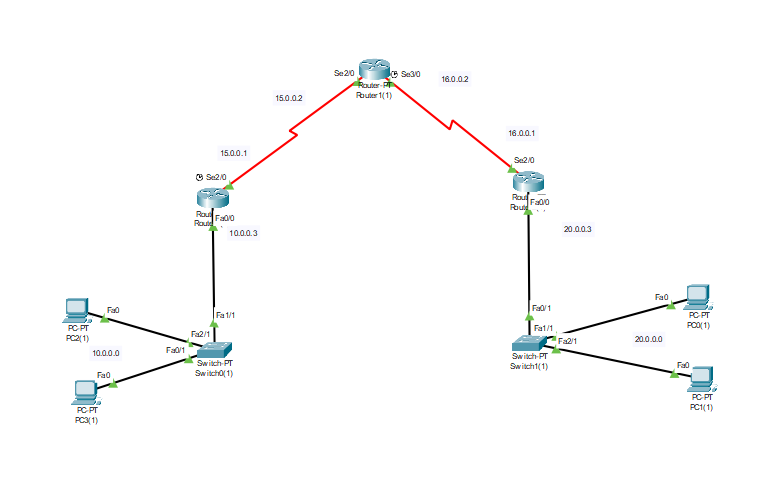 Se2/0
Se3/0
Router-PT
Router1(1)
16.0.0.2
15.0.0.2
16.0.0.1
15.0.0.1
Se2/0
Se2/0
Fa0/0
Fa0/0
10.0.0.3
20.0.0.3
Fa0
PC-PT
PC2(1)
Fa1/1
Fa2/1
Fa0/1
10.0.0.0
Switch-PT
Switch0(1)
Fa0
PC-PT
PC3(1)
Fa0/1
Fa1/1
Fa2/1
Switch-PT
Switch1(1)
Fa0
PC-PT
PC0(1)
20.0.0.0
Fa0
PC-PT
PC1(1)